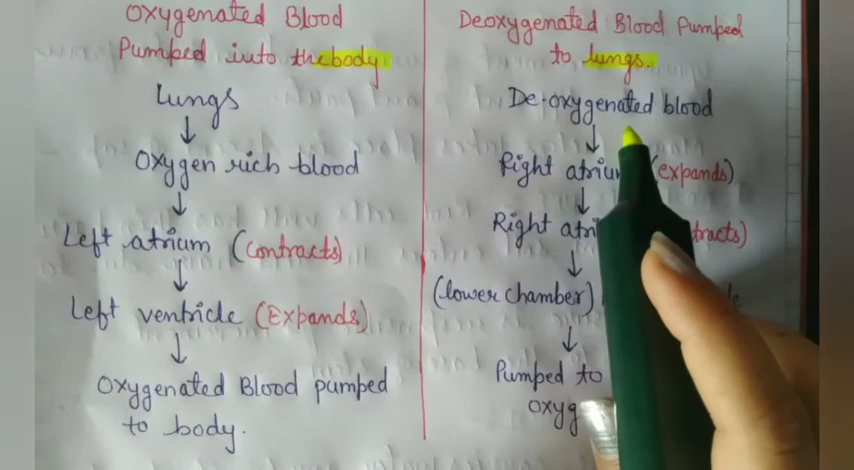 Oxygenated Blood
Pumped into the body
Lungs
↓
Oxygen rich blood
↓
Left atrium (contracts)
↓
Left ventricle (Expands)
↓
Oxygenated Blood pumped
to body.
Deoxygenated Blood Pumped
to lungs.
De-oxygenated blood
↓
Right (expands)
↓
Right
↓
(lower chamber)
↓
Pumped to